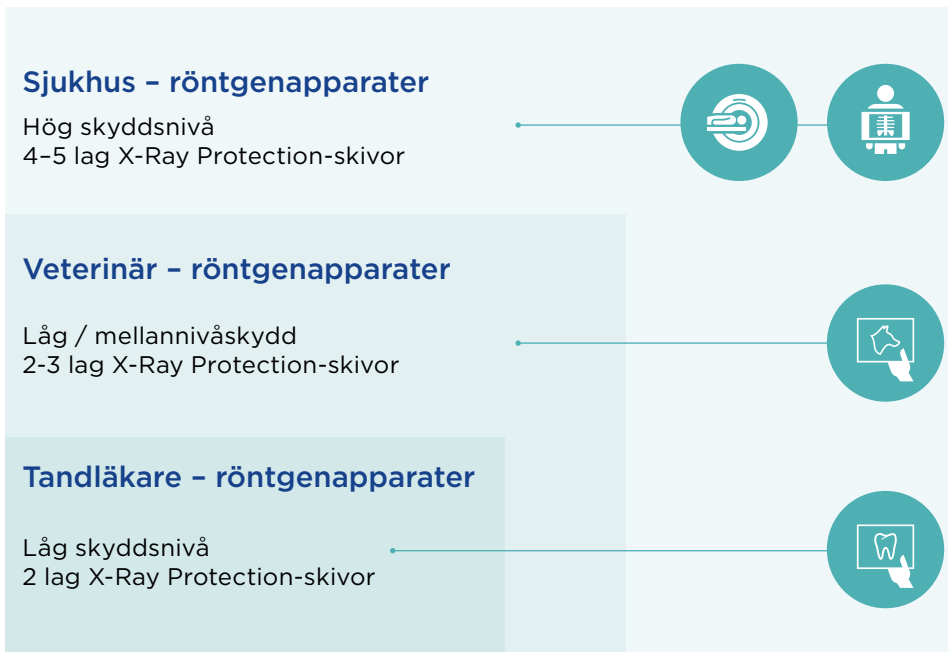 Sjukhus – röntgenapparater
Hög skyddsnivå
4–5 lag X-Ray Protection-skivor
Veterinär – röntgenapparater
Låg / mellannivåskydd
2-3 lag X-Ray Protection-skivor
Tandläkare – röntgenapparater
Låg skyddsnivå
2 lag X-Ray Protection-skivor